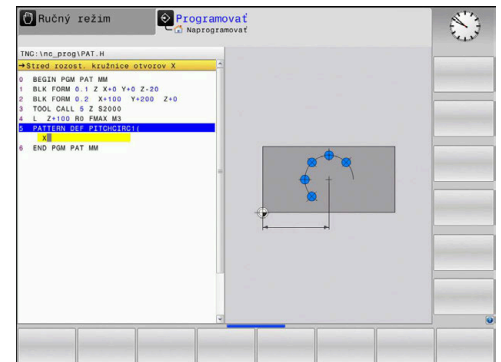 Ručný režim
Programovať
Naprogramovať
TNC:\nc_prog\PAT.H
→Stred rozost. kružnice otvorov X
0 BEGIN PGM PAT MM
1 BLK FORM 0.1 Z X+0 Y+0 Z-20
2 BLK FORM 0.2 X+100 Y+200 Z+0
3 TOOL CALL 5 Z S2000
4 L Z+100 R0 FMAX M3
5 PATTERN DEF PITCHCIRC1(
X
6 END PGM PAT MM